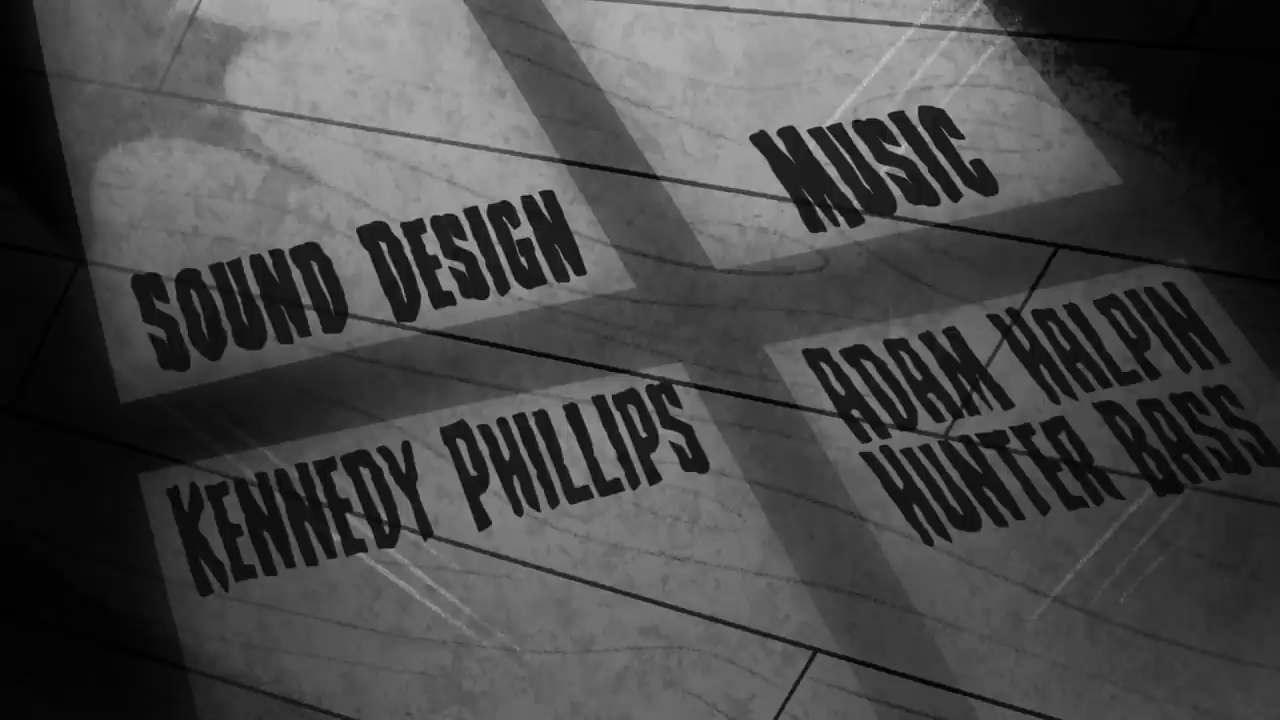 Sound Design
Kennedy Phillips
Music
Adam Halpin
Hunter Bass